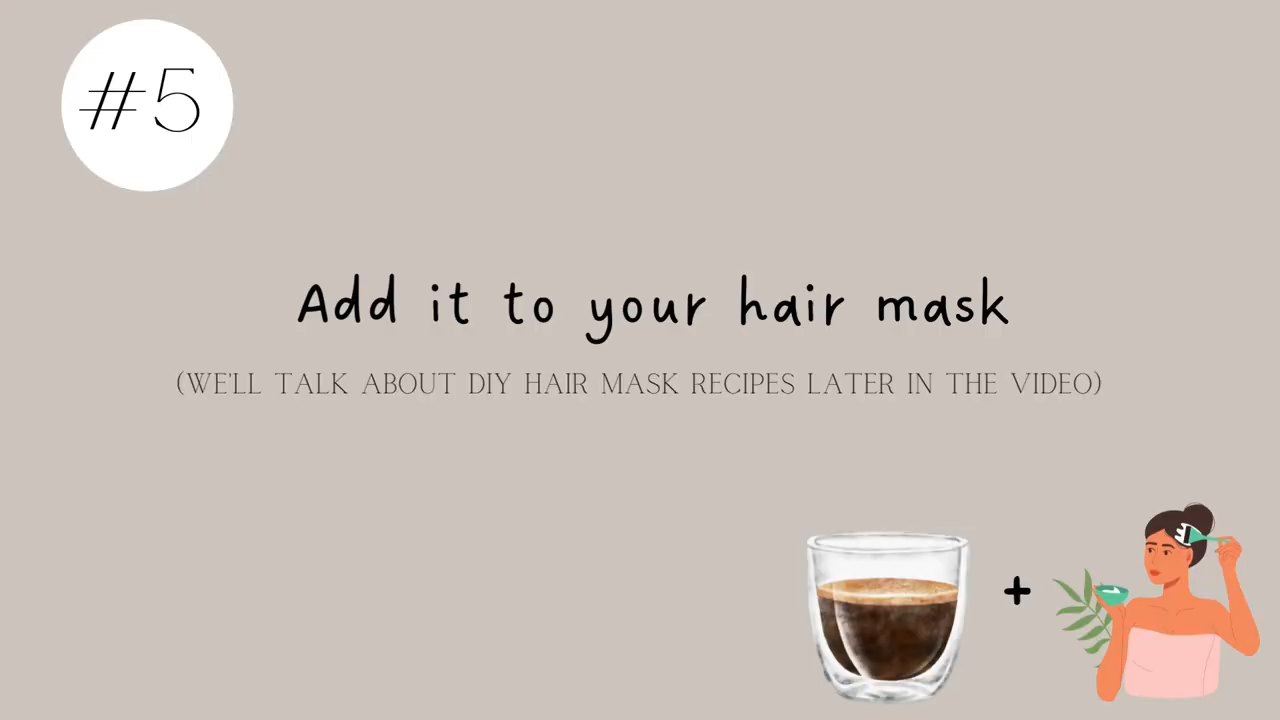 #5
Add it to your hair mask
(WE'LL TALK ABOUT DIY HAIR MASK RECIPES LATER IN THE VIDEO)
+